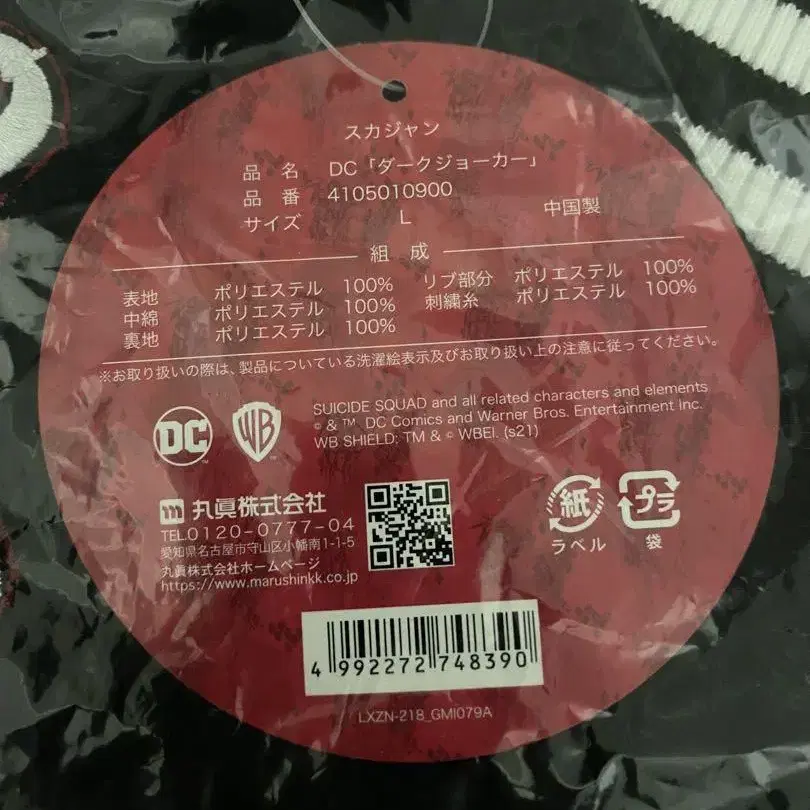 スカジャン
品 名 DC「ダークジョーカー」
品 番 4105010900
サイズ L 中国製
組 成
表地 ポリエステル 100% リブ部分 ポリエステル 100%
中綿 ポリエステル 100% 刺繍糸 ポリエステル 100%
裏地 ポリエステル 100%
※お取り扱いの際は、製品についている洗濯絵表示及びお取り扱い上の注意に従ってください。
DC WB
SUICIDE SQUAD and all related characters and elements
© & ™ DC Comics and Warner Bros. Entertainment Inc.
WB SHIELD: TM & © WBEI. (s21)
丸眞株式会社
TEL0120-0777-04
愛知県名古屋市守山区小幡南1-1-5
丸眞株式会社ホームページ
https://www.marushinkk.co.jp
紙 プラ
ラベル 袋
4 992272 748390
LXZN-218_GMI079A